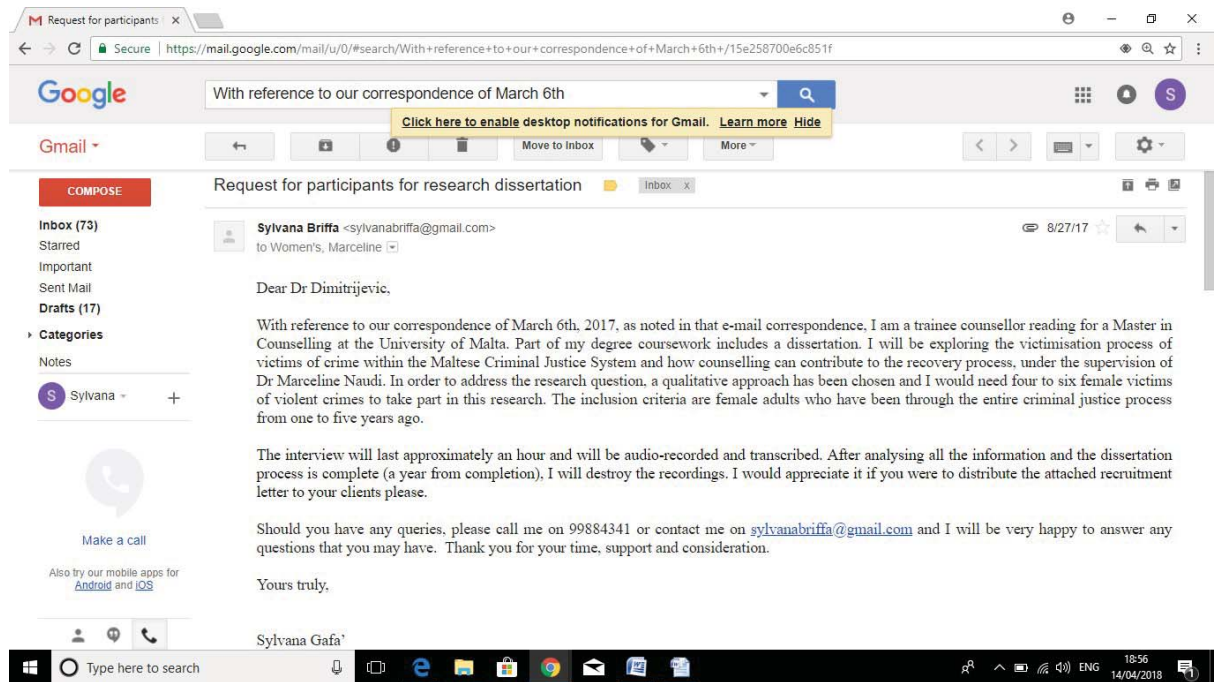 Request for participants f
Secure | https://mail.google.com/mail/u/0/#search/With+reference+to+our+correspondence+of+March+6th+/15e258700e6c851f
Google
With reference to our correspondence of March 6th
S
Click here to enable desktop notifications for Gmail. Learn more Hide
Gmail
Move to Inbox
More
COMPOSE
Request for participants for research dissertation
Inbox x
Inbox (73)
Starred
Important
Sent Mail
Drafts (17)
Categories
Notes
S Sylvana +
Make a call
Also try our mobile apps for
Android and iOS
Sylvana Briffa <sylvanabriffa@gmail.com>
8/27/17
to Women's, Marceline
Dear Dr Dimitrijevic,
With reference to our correspondence of March 6th, 2017, as noted in that e-mail correspondence, I am a trainee counsellor reading for a Master in
Counselling at the University of Malta. Part of my degree coursework includes a dissertation. I will be exploring the victimisation process of
victims of crime within the Maltese Criminal Justice System and how counselling can contribute to the recovery process, under the supervision of
Dr Marceline Naudi. In order to address the research question, a qualitative approach has been chosen and I would need four to six female victims
of violent crimes to take part in this research. The inclusion criteria are female adults who have been through the entire criminal justice process
from one to five years ago.
The interview will last approximately an hour and will be audio-recorded and transcribed. After analysing all the information and the dissertation
process is complete (a year from completion), I will destroy the recordings. I would appreciate it if you were to distribute the attached recruitment
letter to your clients please.
Should you have any queries, please call me on 99884341 or contact me on sylvanabriffa@gmail.com and I will be very happy to answer any
questions that you may have. Thank you for your time, support and consideration.
Yours truly,
Sylvana Gafa'
Type here to search
ENG
18:56
14/04/2018